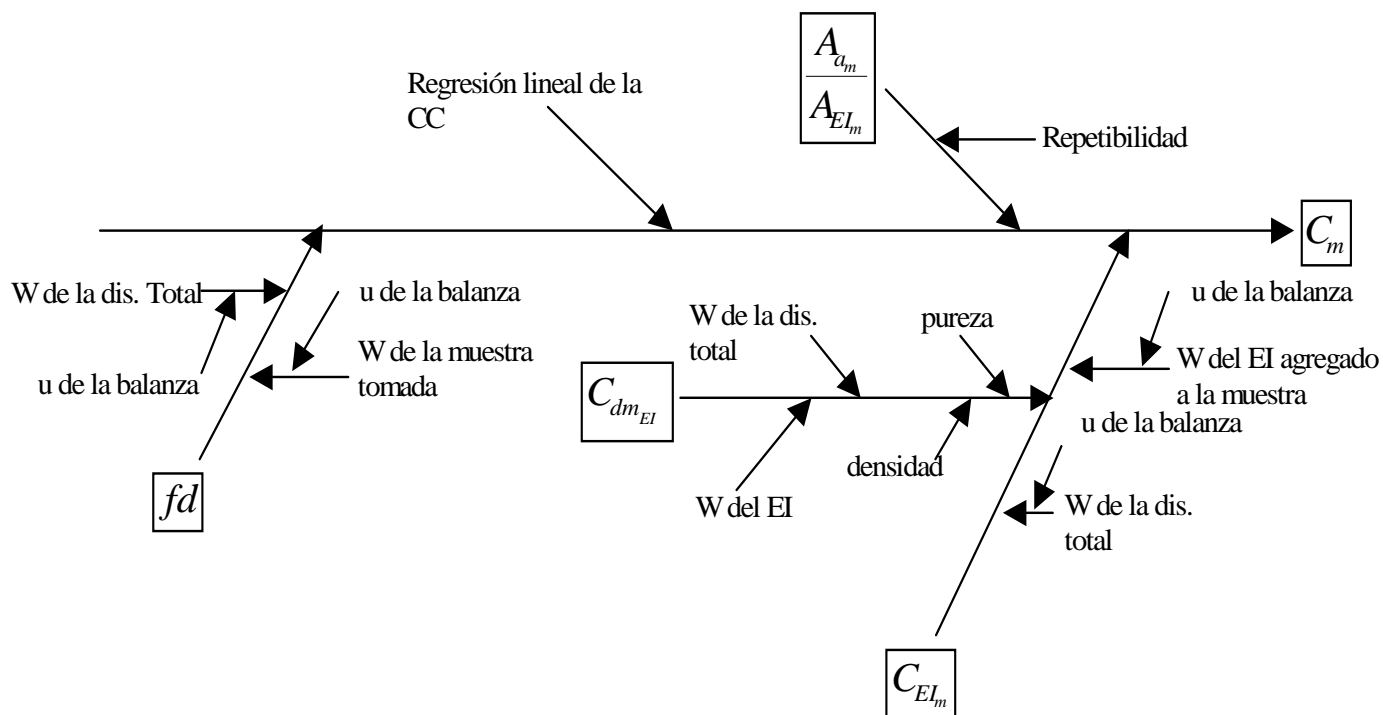 Regresión lineal de la
CC
A_{a_m}
A_{EI_m}
Repetibilidad
C_m
W de la dis. Total
u de la balanza
u de la balanza
W de la muestra
tomada
fd
W de la dis.
total
pureza
C_{dm_{EI}}
W del EI
densidad
u de la balanza
W del EI agregado
a la muestra
u de la balanza
W de la dis.
total
C_{EI_m}